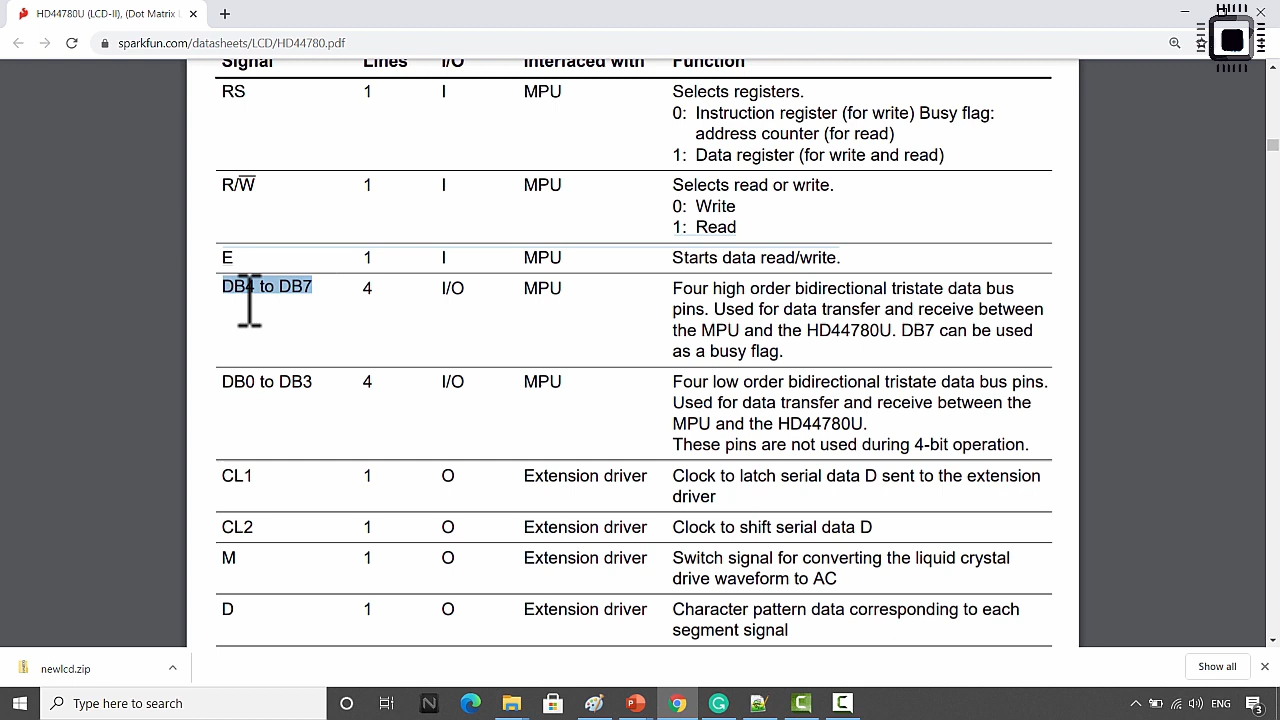 HD44780U (LCD-II), (Dot Matrix L
sparkfun.com/datasheets/LCD/HD44780.pdf
Signal Lines I/O Interfaced with Function
RS 1 I MPU Selects registers.
0: Instruction register (for write) Busy flag:
address counter (for read)
1: Data register (for write and read)
R/W̅ 1 I MPU Selects read or write.
0: Write
1: Read
E 1 I MPU Starts data read/write.
DB4 to DB7 4 I/O MPU Four high order bidirectional tristate data bus
pins. Used for data transfer and receive between
the MPU and the HD44780U. DB7 can be used
as a busy flag.
DB0 to DB3 4 I/O MPU Four low order bidirectional tristate data bus pins.
Used for data transfer and receive between the
MPU and the HD44780U.
These pins are not used during 4-bit operation.
CL1 1 O Extension driver Clock to latch serial data D sent to the extension
driver
CL2 1 O Extension driver Clock to shift serial data D
M 1 O Extension driver Switch signal for converting the liquid crystal
drive waveform to AC
D 1 O Extension driver Character pattern data corresponding to each
segment signal
newlcd.zip
Show all
Type here to search
ENG
3